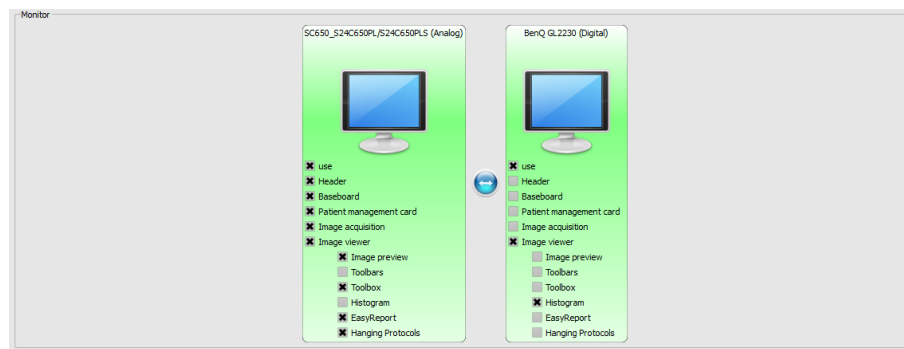 Monitor
SC650_S24C650PL/S24C650PLS (Analog)
use
Header
Baseboard
Patient management card
Image acquisition
Image viewer
Image preview
Toolbars
Toolbox
Histogram
EasyReport
Hanging Protocols
BenQ GL2230 (Digital)
use
Header
Baseboard
Patient management card
Image acquisition
Image viewer
Image preview
Toolbars
Toolbox
Histogram
EasyReport
Hanging Protocols